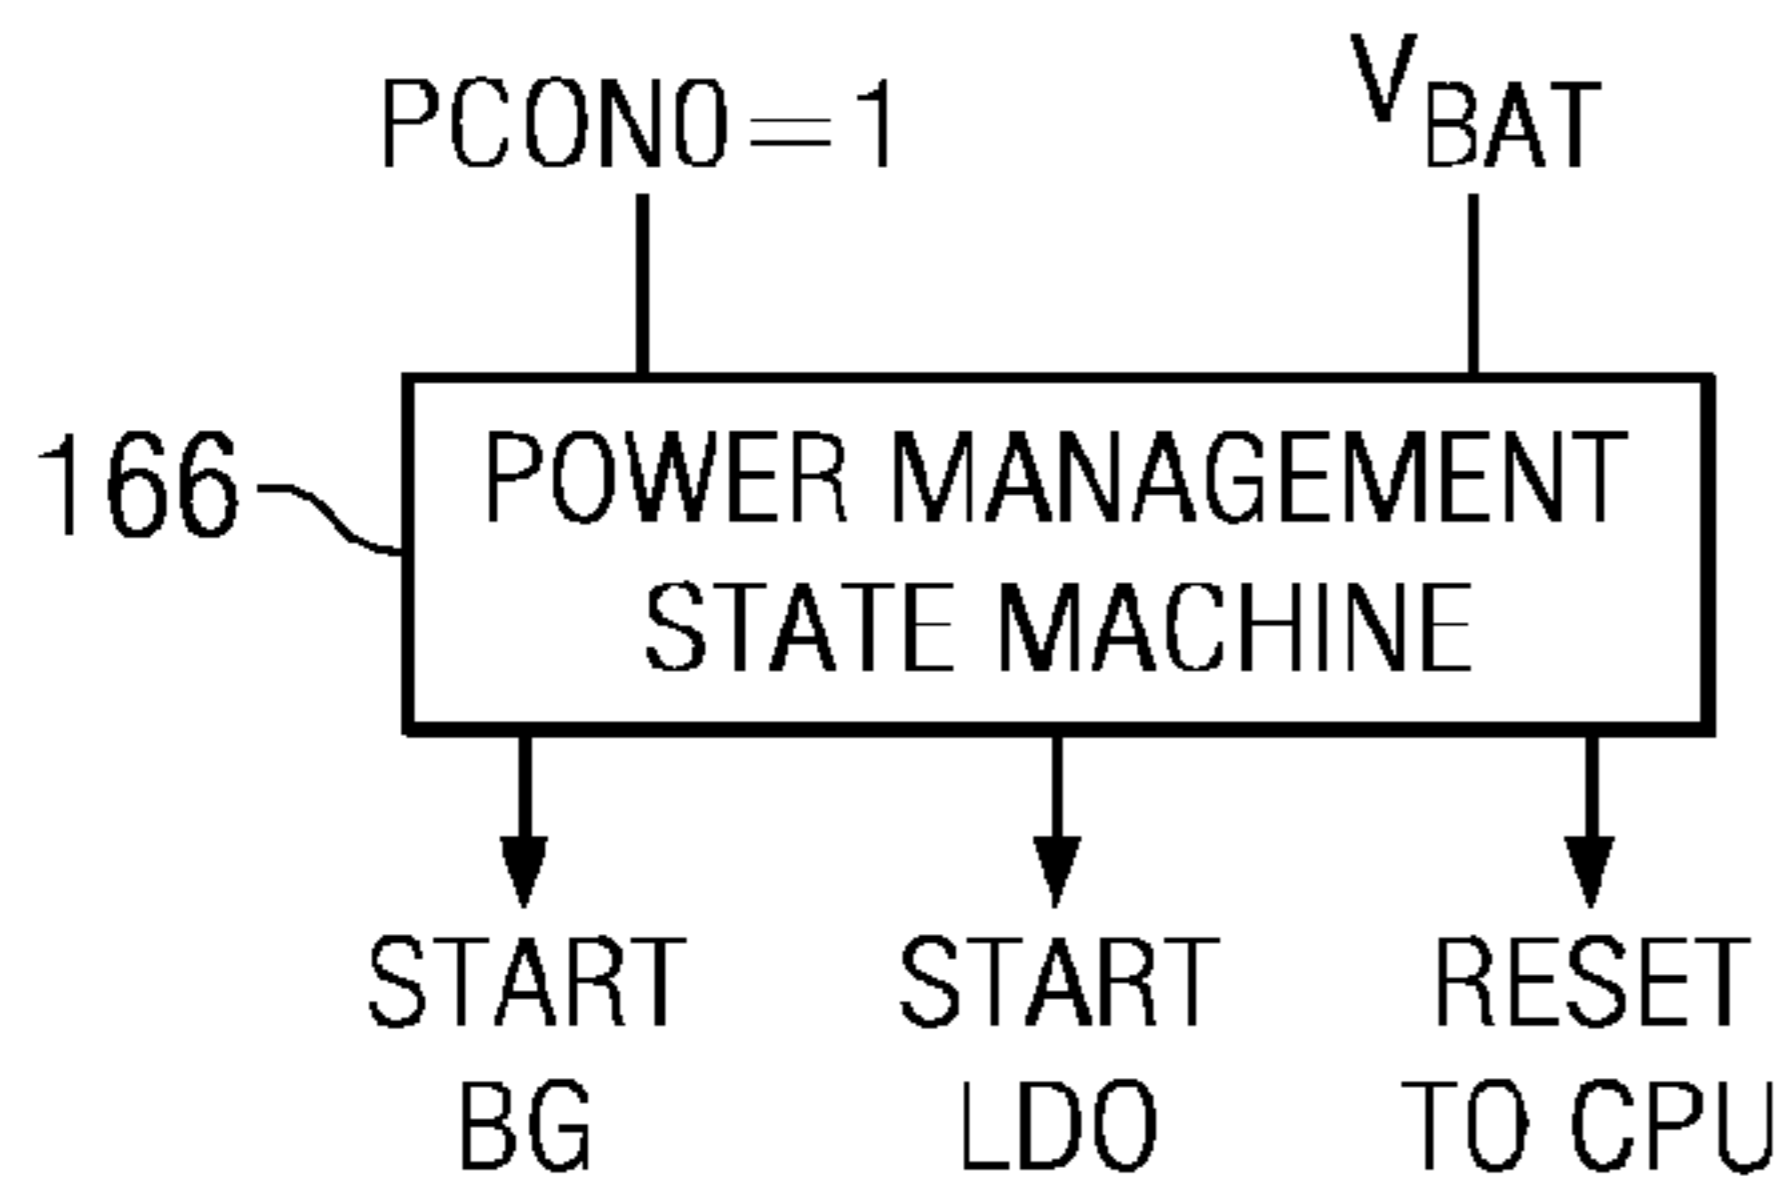 PCON0=1
VBAT
166
POWER MANAGEMENT
STATE MACHINE
START
BG
START
LDO
RESET
TO CPU